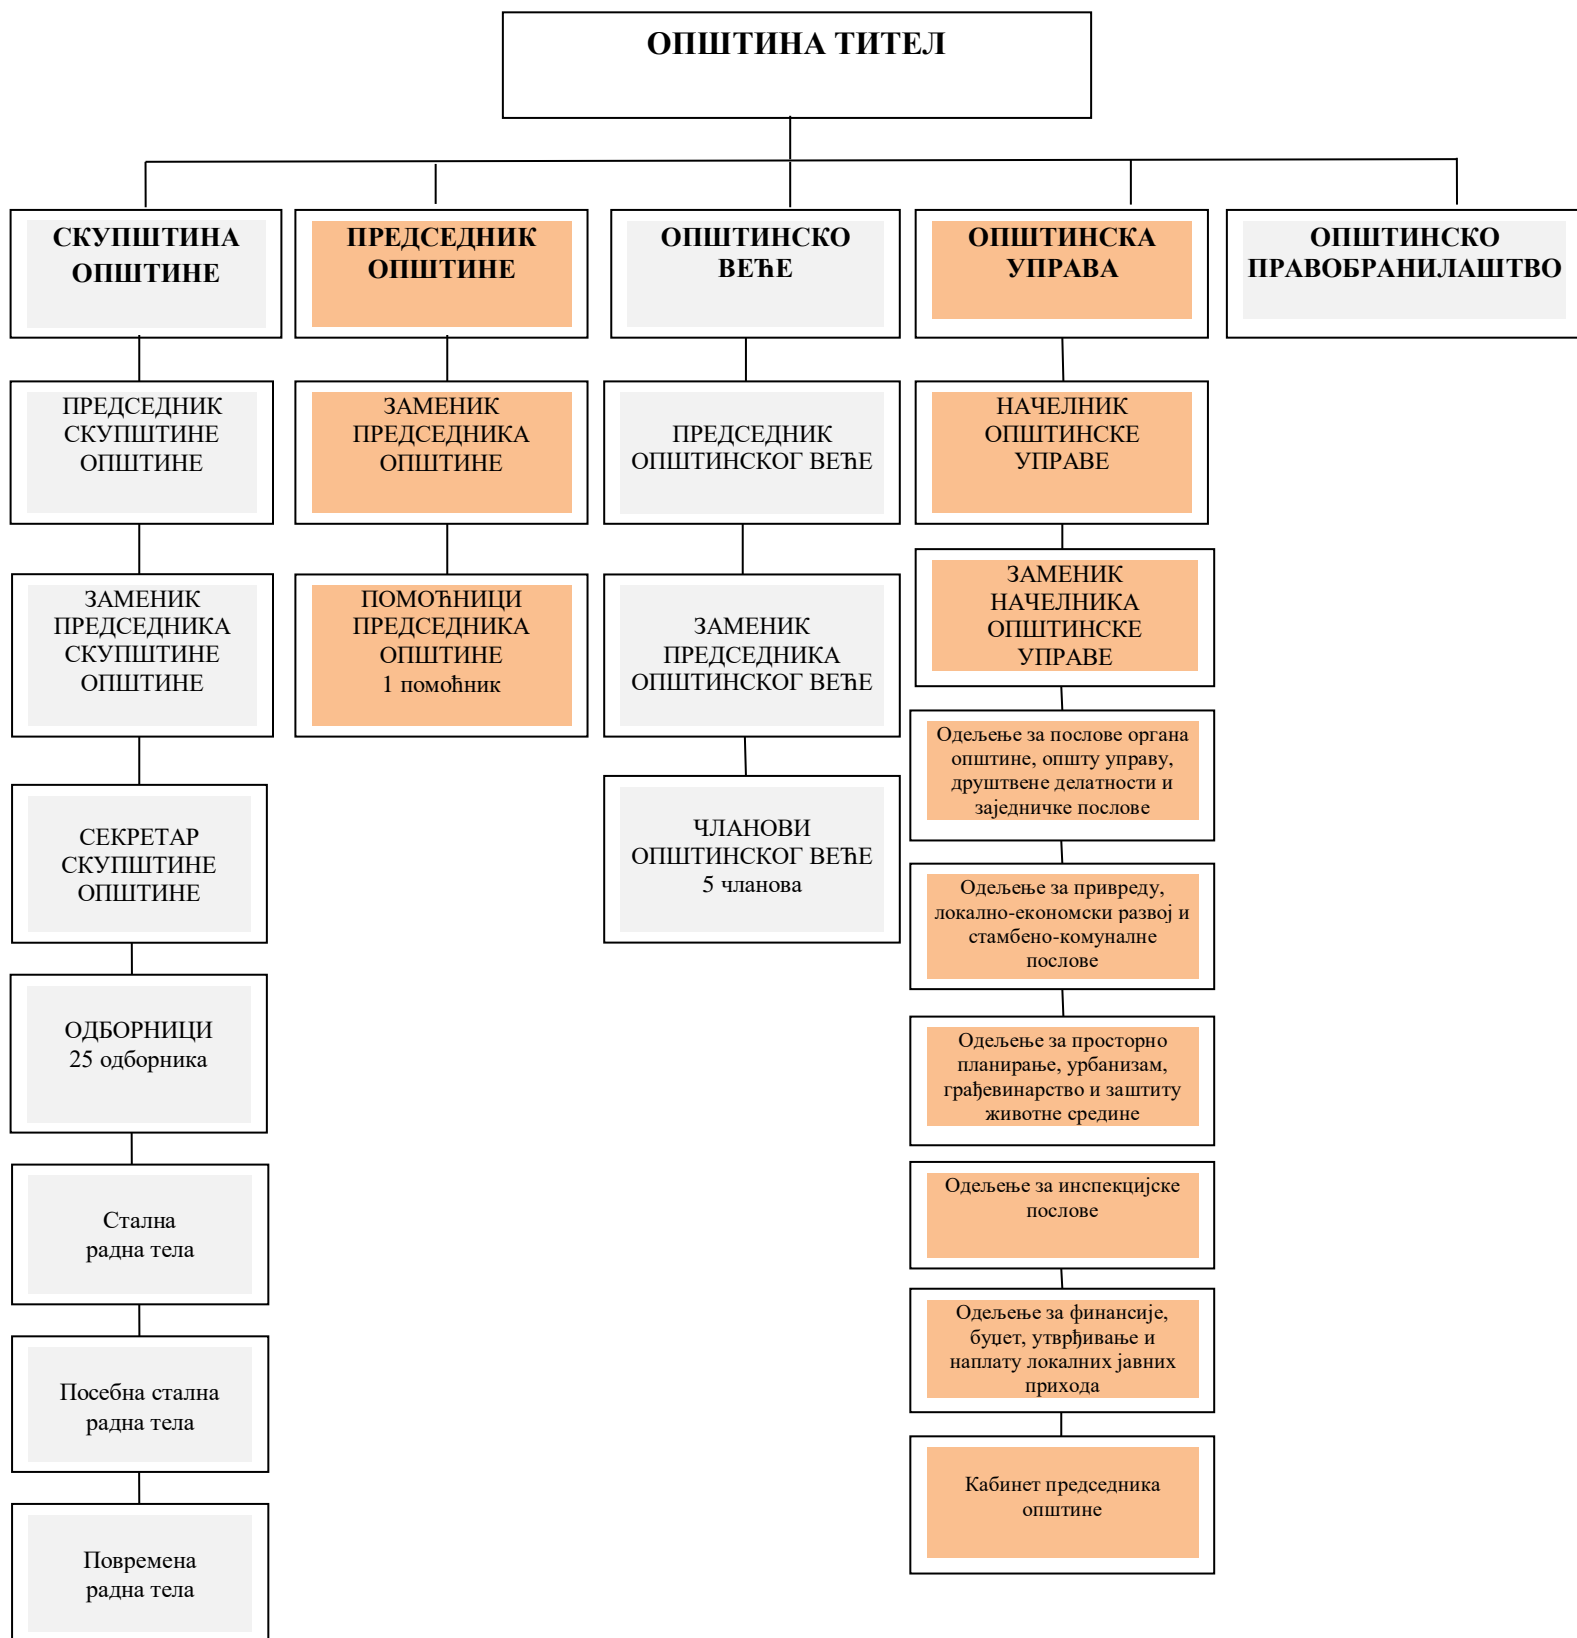 ОПШТИНА ТИТЕЛ
СКУПШТИНА
ОПШТИНЕ
ПРЕДСЕДНИК
ОПШТИНЕ
ОПШТИНСКО
ВЕЋЕ
ОПШТИНСКА
УПРАВА
ОПШТИНСКО
ПРАВОБРАНИЛАШТВО
ПРЕДСЕДНИК
СКУПШТИНЕ
ОПШТИНЕ
ЗАМЕНИК
ПРЕДСЕДНИКА
СКУПШТИНЕ
ОПШТИНЕ
СЕКРЕТАР
СКУПШТИНЕ
ОПШТИНЕ
ОДБОРНИЦИ
25 одборника
Стална
радна тела
Посебна стална
радна тела
Повремена
радна тела
ЗАМЕНИК
ПРЕДСЕДНИКА
ОПШТИНЕ
ПОМОЋНИЦИ
ПРЕДСЕДНИКА
ОПШТИНЕ
1 помоћник
ПРЕДСЕДНИК
ОПШТИНСКОГ ВЕЋЕ
ЗАМЕНИК
ПРЕДСЕДНИКА
ОПШТИНСКОГ ВЕЋЕ
ЧЛАНОВИ
ОПШТИНСКОГ ВЕЋЕ
5 чланова
НАЧЕЛНИК
ОПШТИНСКЕ
УПРАВЕ
ЗАМЕНИК
НАЧЕЛНИКА
ОПШТИНСКЕ
УПРАВЕ
Одељење за послове органа
општине, општу управу,
друштвене делатности и
заједничке послове
Одељење за привреду,
локално-економски развој и
стамбено-комуналне
послове
Одељење за просторно
планирање, урбанизам,
грађевинарство и заштиту
животне средине
Одељење за инспекцијске
послове
Одељење за финансије,
буџет, утврђивање и
наплату локалних јавних
прихода
Кабинет председника
општине